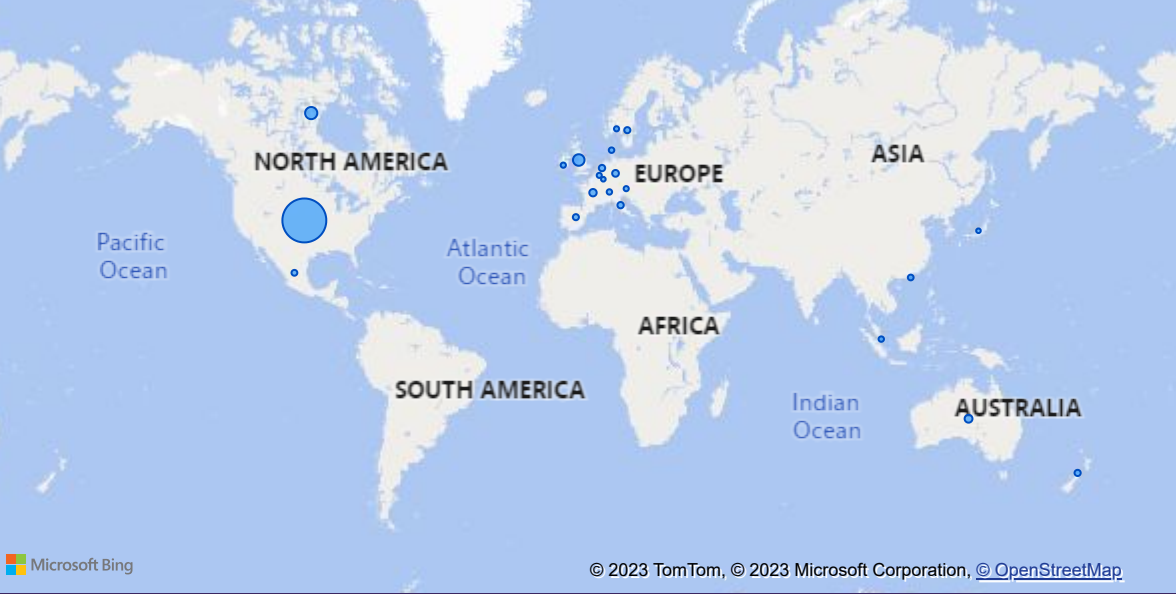 NORTH AMERICA
EUROPE
ASIA
Pacific
Ocean
Atlantic
Ocean
AFRICA
SOUTH AMERICA
Indian
Ocean
AUSTRALIA
Microsoft Bing
© 2023 TomTom, © 2023 Microsoft Corporation, © OpenStreetMap